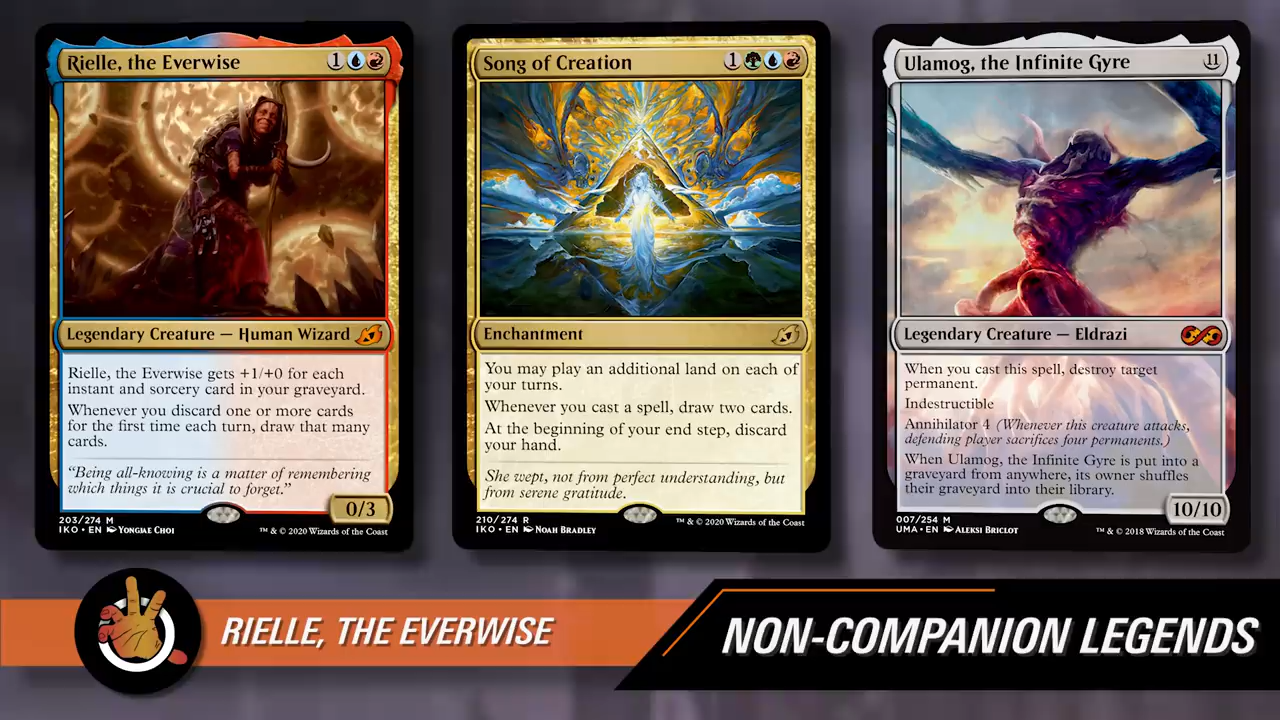 Rielle, the Everwise
1
Legendary Creature — Human Wizard
Rielle, the Everwise gets +1/+0 for each
instant and sorcery card in your graveyard.
Whenever you discard one or more cards
for the first time each turn, draw that many
cards.
“Being all-knowing is a matter of remembering
which things it is crucial to forget.”
0/3
203/274 M
IKO • EN YONGJAE CHOI
™ & © 2020 Wizards of the Coast
Song of Creation
1
Enchantment
You may play an additional land on each of
your turns.
Whenever you cast a spell, draw two cards.
At the beginning of your end step, discard
your hand.
She wept, not from perfect understanding, but
from serene gratitude.
210/274 R
IKO • EN NOAH BRADLEY
™ & © 2020 Wizards of the Coast
Ulamog, the Infinite Gyre
11
Legendary Creature — Eldrazi
When you cast this spell, destroy target
permanent.
Indestructible
Annihilator 4 (Whenever this creature attacks,
defending player sacrifices four permanents.)
When Ulamog, the Infinite Gyre is put into a
graveyard from anywhere, its owner shuffles
their graveyard into their library.
10/10
007/254 M
UMA • EN ALEKSI BRICLOT
™ & © 2018 Wizards of the Coast
RIELLE, THE EVERWISE
NON-COMPANION LEGENDS